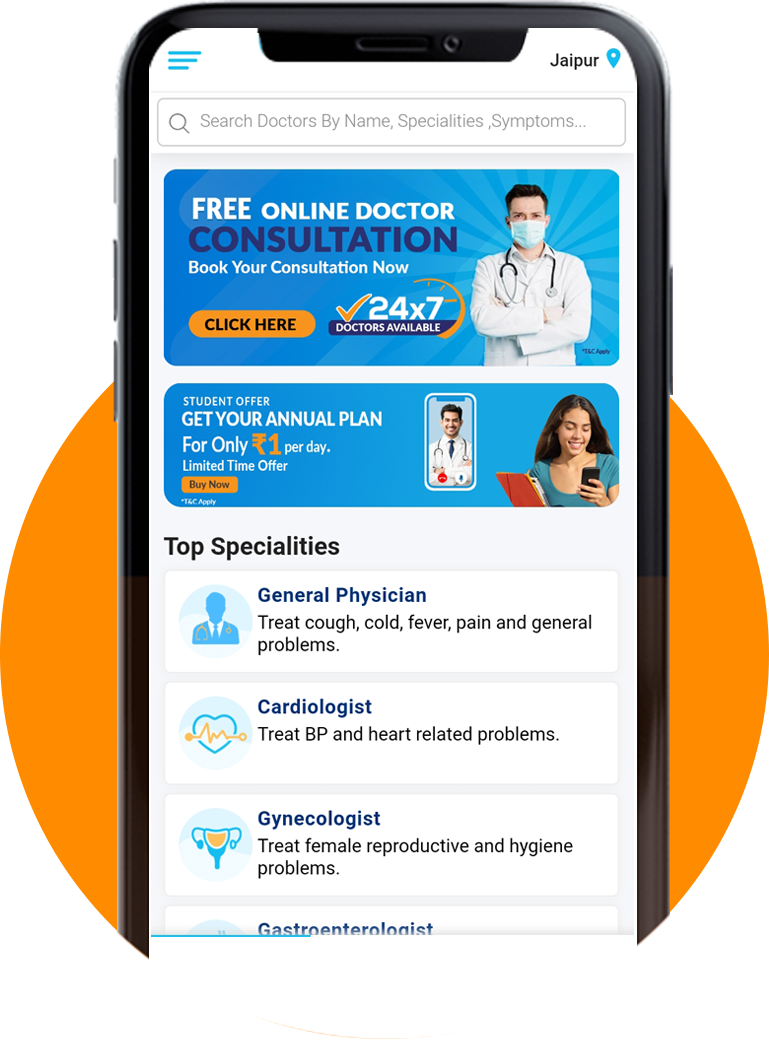 Jaipur
Search Doctors By Name, Specialities ,Symptoms...
FREE ONLINE DOCTOR
CONSULTATION
Book Your Consultation Now
24x7
CLICK HERE
DOCTORS AVAILABLE
*T&C Apply
STUDENT OFFER
GET YOUR ANNUAL PLAN
For Only ₹1 per day.
Limited Time Offer
Buy Now
*T&C Apply
Top Specialities
General Physician
Treat cough, cold, fever, pain and general
problems.
Cardiologist
Treat BP and heart related problems.
Gynecologist
Treat female reproductive and hygiene
problems.
Gastroenterologist